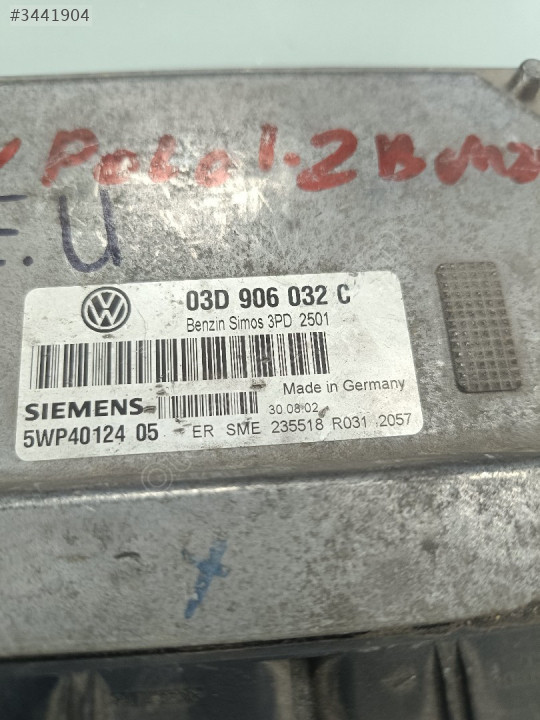 #3441904
Polo 1.2 Benzi
E.U
03D 906 032 C
Benzin Simos 3PD 2501
Made in Germany
SIEMENS
30.08.02
5WP40124 05 ER SME 235518 R031 2057